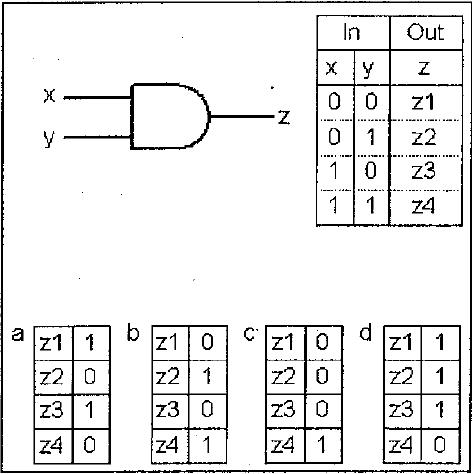 In Out
x y z
0 0 z1
0 1 z2
1 0 z3
1 1 z4
x
y
z
a
z1 1
z2 0
z3 1
z4 0
b
z1 0
z2 1
z3 0
z4 1
c
z1 0
z2 0
z3 0
z4 1
d
z1 1
z2 1
z3 1
z4 0